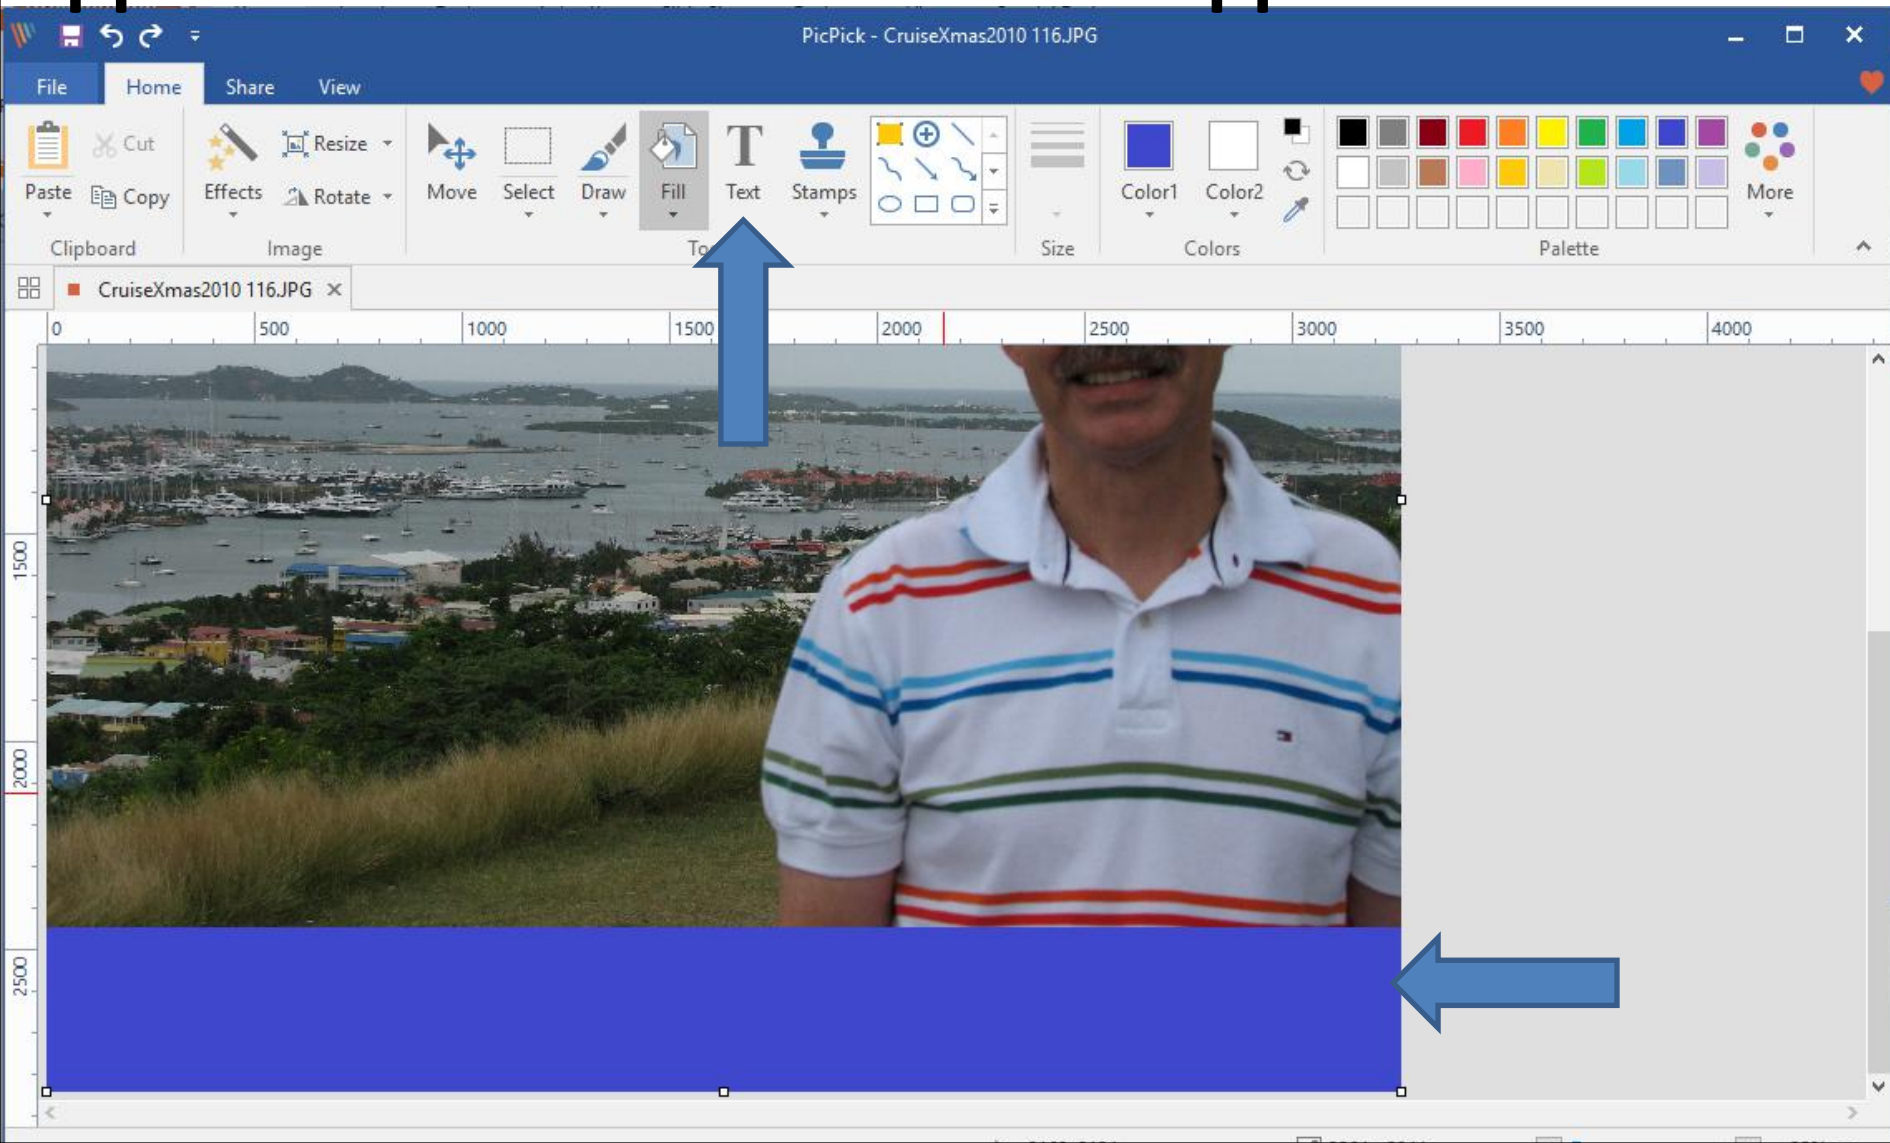 PicPick - CruiseXmas2010 116.JPG
File Home Share View
Paste Cut Copy Effects Resize Rotate Move Select Draw Fill Text Stamps Color1 Color2 More
Clipboard Image Size Colors Palette
CruiseXmas2010 116.JPG
0 500 1000 1500 2000 2500 3000 3500 4000
1500
2000
2500